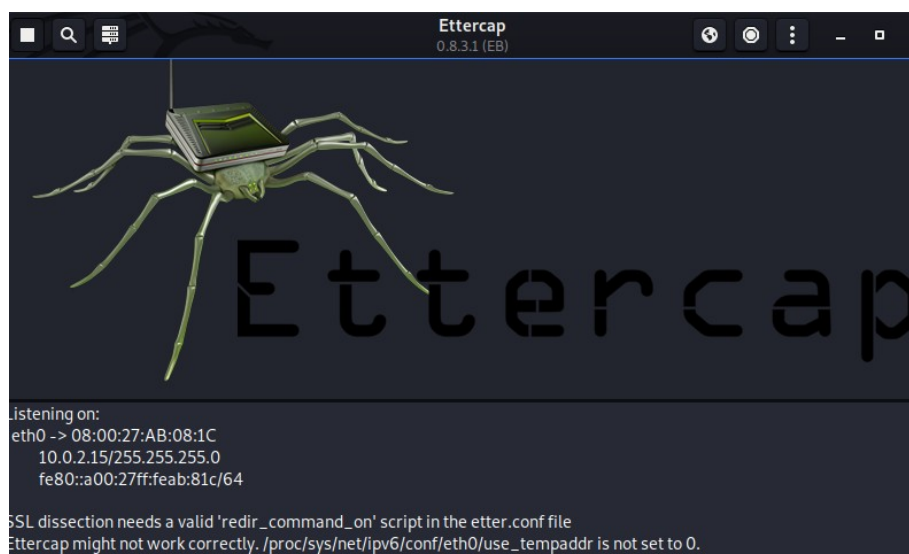 Ettercap
0.8.3.1 (EB)
Ettercap
Listening on:
eth0 -> 08:00:27:AB:08:1C
10.0.2.15/255.255.255.0
fe80::a00:27ff:feab:81c/64
SSL dissection needs a valid 'redir_command_on' script in the etter.conf file
Ettercap might not work correctly. /proc/sys/net/ipv6/conf/eth0/use_tempaddr is not set to 0.